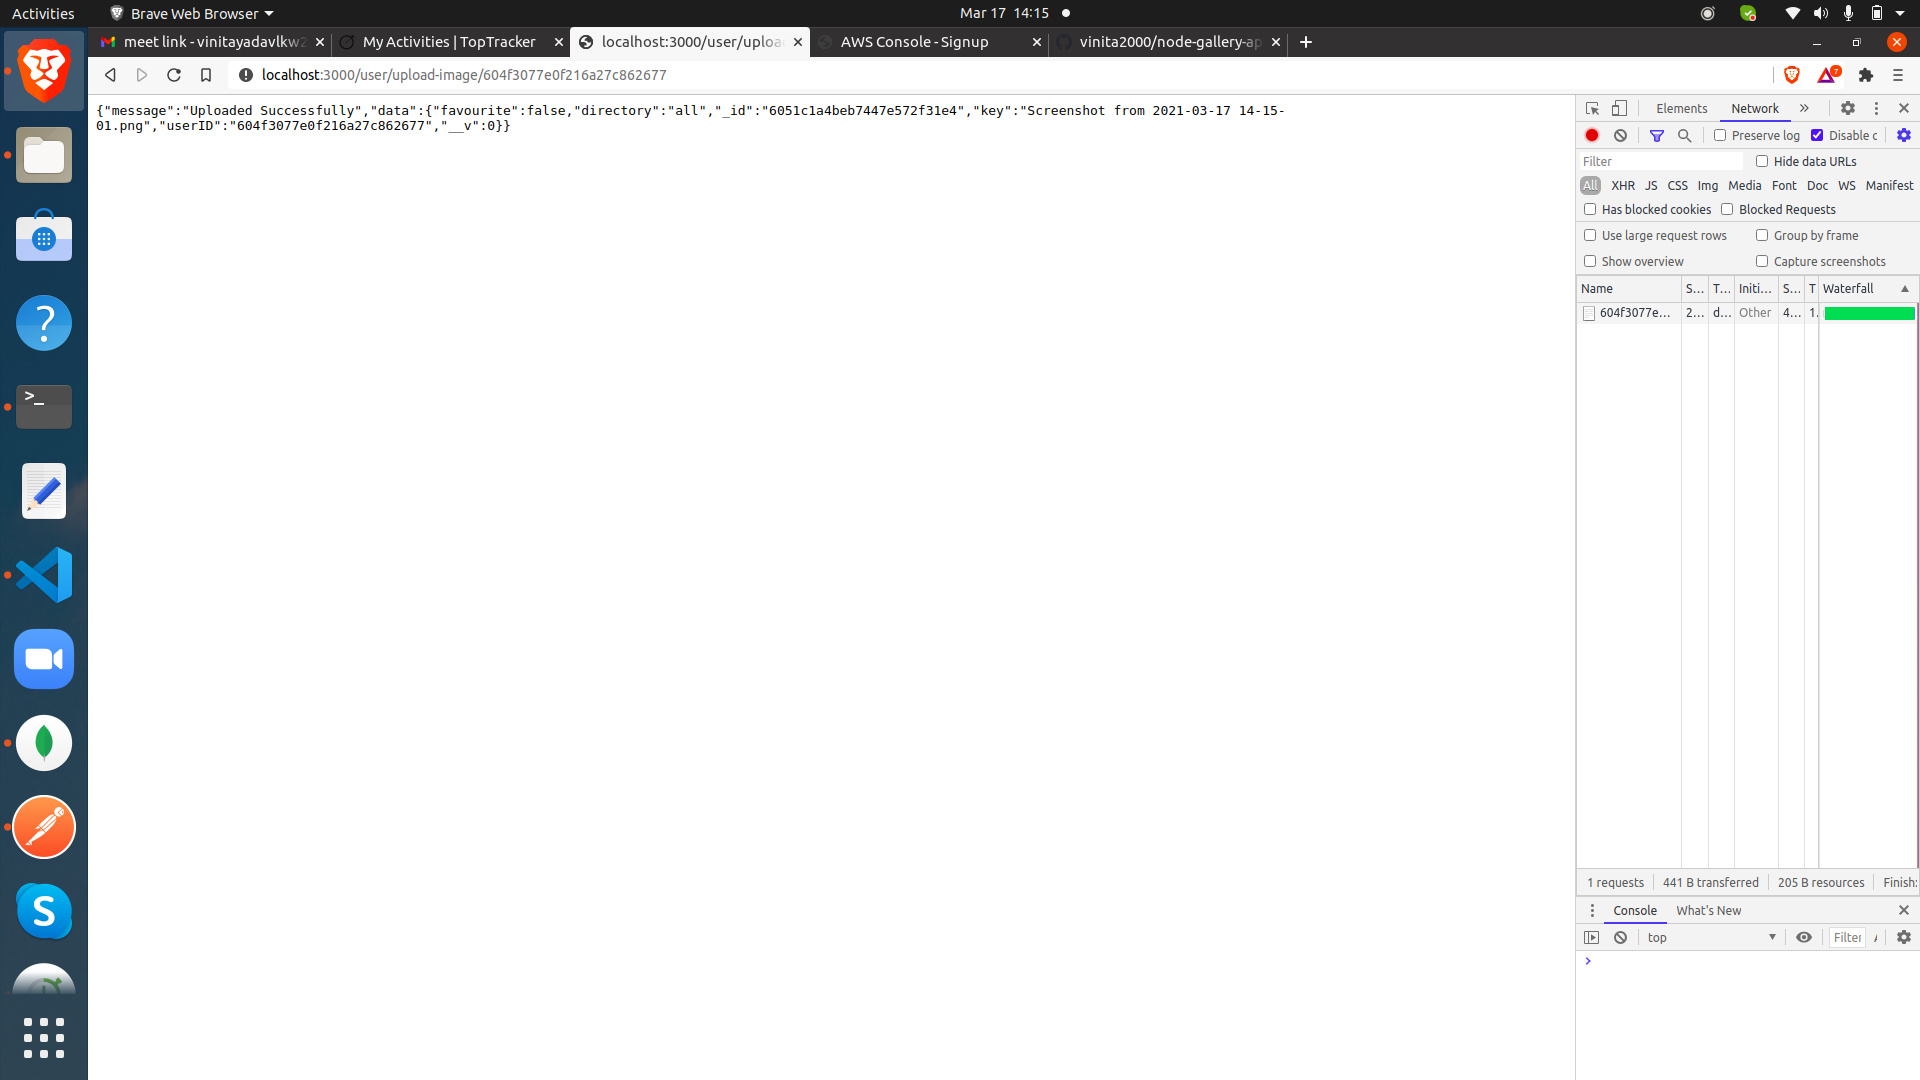 Activities
Brave Web Browser
Mar 17 14:15
meet link - vinitayadavlkw2
My Activities | TopTracker
localhost:3000/user/uploa
AWS Console - Signup
vinita2000/node-gallery-ap
localhost:3000/user/upload-image/604f3077e0f216a27c862677
7
{"message":"Uploaded Successfully","data":{"favourite":false,"directory":"all","_id":"6051c1a4beb7447e572f31e4","key":"Screenshot from 2021-03-17 14-15-
01.png","userID":"604f3077e0f216a27c862677","__v":0}}
Elements
Network
Preserve log
Disable c
Filter
Hide data URLs
All XHR JS CSS Img Media Font Doc WS Manifest
Has blocked cookies
Blocked Requests
Use large request rows
Group by frame
Show overview
Capture screenshots
Name S... T... Initi... S... T Waterfall
604f3077e... 2... d... Other 4... 1.
1 requests
441 B transferred
205 B resources
Finish:
Console
What's New
top
Filter
>